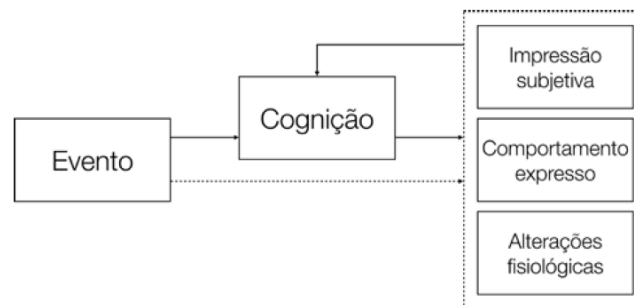 Evento
Cognição
Impressão
subjetiva
Comportamento
expresso
Alterações
fisiológicas